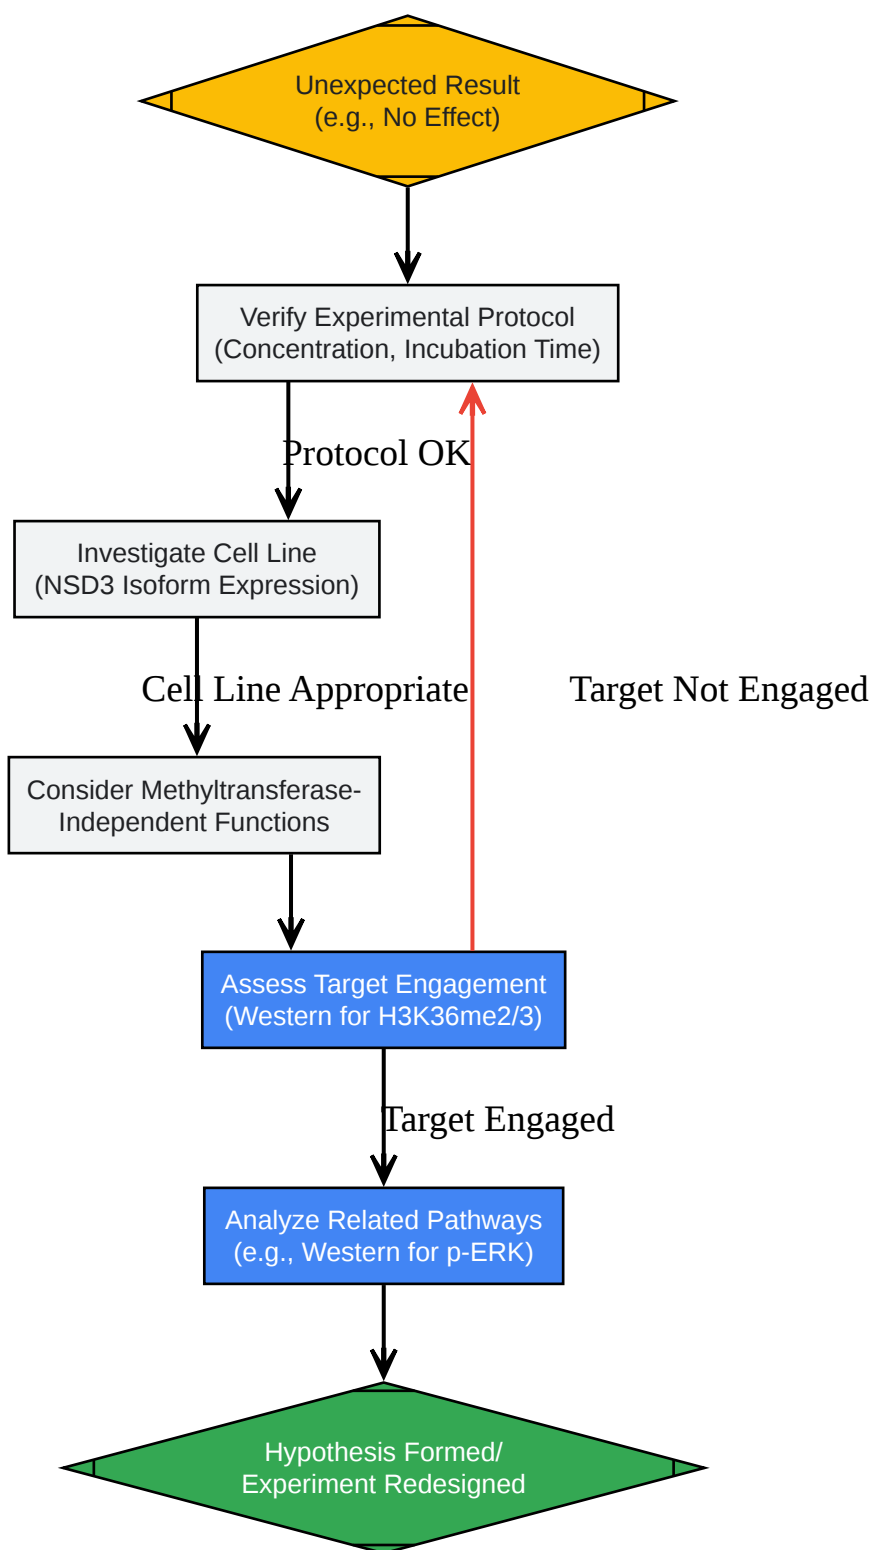 Unexpected Result
(e.g., No Effect)
Verify Experimental Protocol
(Concentration, Incubation Time)
Protocol OK
Investigate Cell Line
(NSD3 Isoform Expression)
Cell Line Appropriate
Target Not Engaged
Consider Methyltransferase-
Independent Functions
Assess Target Engagement
(Western for H3K36me2/3)
Target Engaged
Analyze Related Pathways
(e.g., Western for p-ERK)
Hypothesis Formed/
Experiment Redesigned